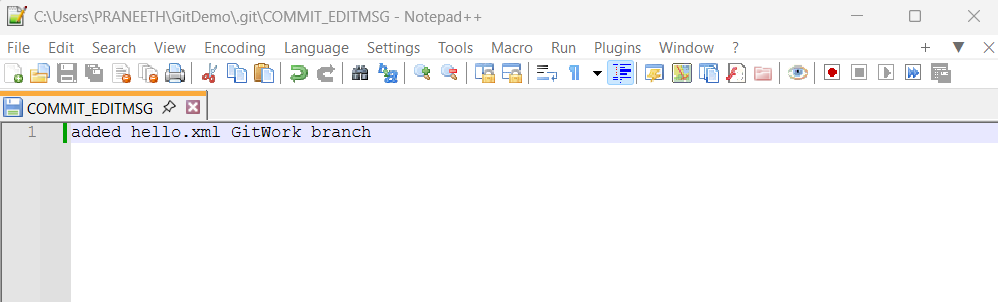 C:\Users\PRANEETH\GitDemo\.git\COMMIT_EDITMSG - Notepad++
File Edit Search View Encoding Language Settings Tools Macro Run Plugins Window ? + ▼ X
COMMIT_EDITMSG
1 added hello.xml GitWork branch